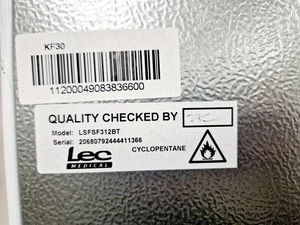 KF30
11200049083836600
QUALITY CHECKED BY
Model: LSFSF312BT
Serial: 20680792444411366
Lec
MEDICAL
CYCLOPENTANE